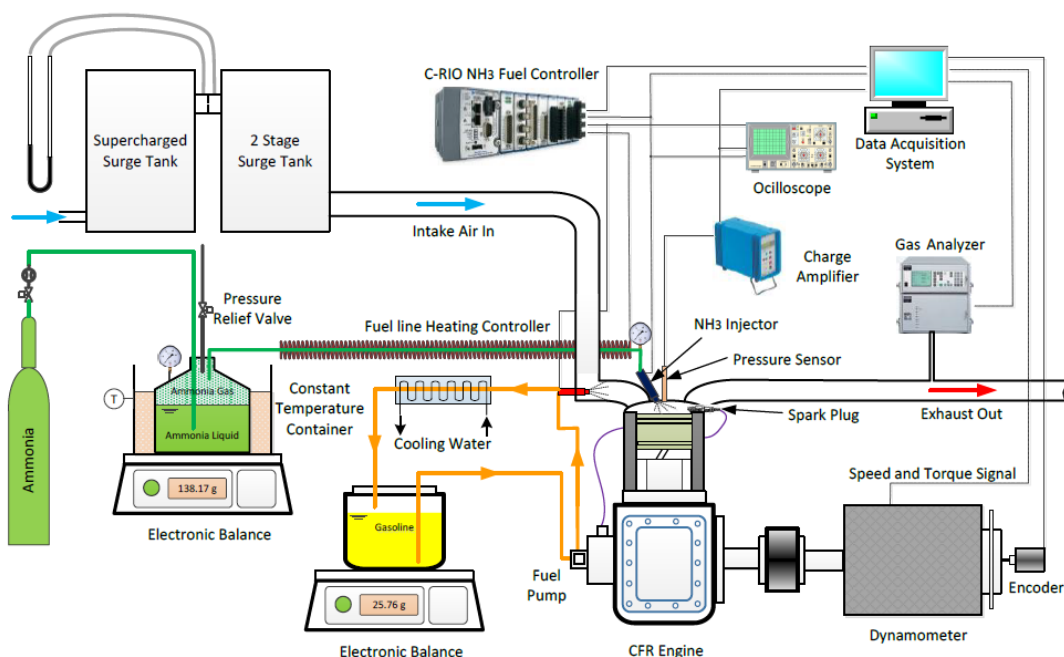 C-RIO NH3 Fuel Controller
Supercharged
Surge Tank
2 Stage
Surge Tank
Data Acquisition
System
Ocilloscope
Intake Air In
Charge
Amplifier
Gas Analyzer
Pressure
Relief Valve
Fuel line Heating Controller
NH3 Injector
Pressure Sensor
Ammonia Gas
Constant
Temperature
Container
T
Spark Plug
Exhaust Out
Ammonia Liquid
Cooling Water
Ammonia
138.17 g
Speed and Torque Signal
Electronic Balance
Gasoline
Fuel
Pump
Encoder
25.76 g
Dynamometer
Electronic Balance
CFR Engine